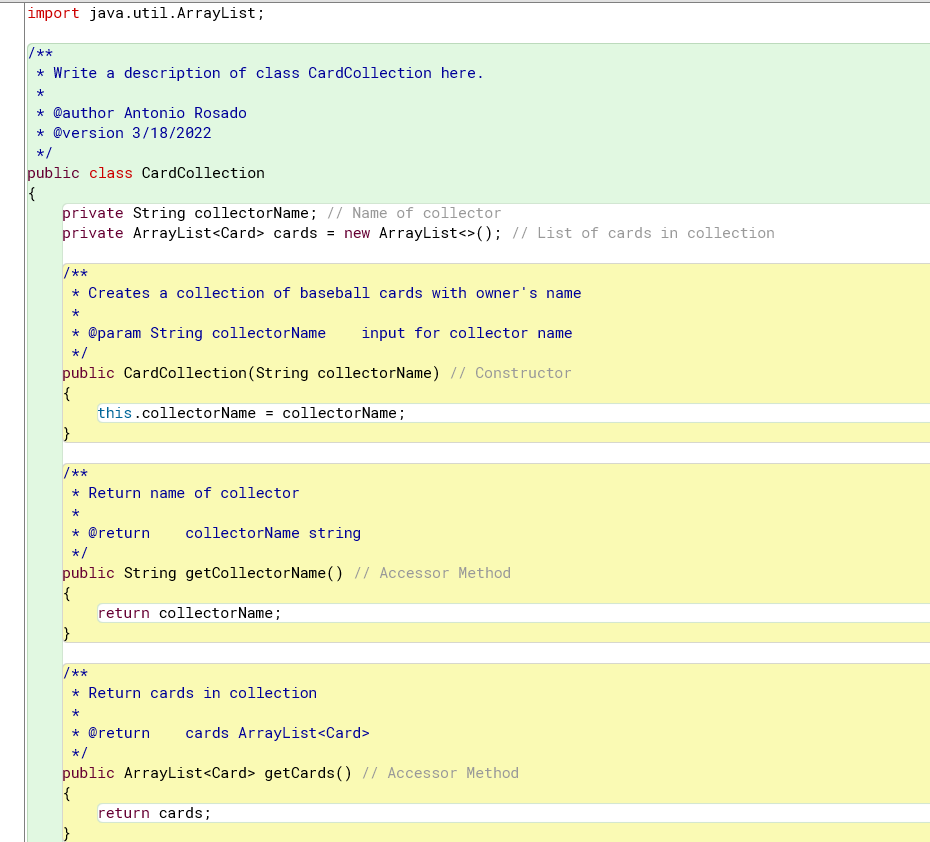 import java.util.ArrayList;
/**
 * Write a description of class CardCollection here.
 *
 * @author Antonio Rosado
 * @version 3/18/2022
 */
public class CardCollection
{
    private String collectorName; // Name of collector
    private ArrayList<Card> cards = new ArrayList<>(); // List of cards in collection
    /**
     * Creates a collection of baseball cards with owner's name
     *
     * @param String collectorName    input for collector name
     */
    public CardCollection(String collectorName) // Constructor
    {
        this.collectorName = collectorName;
    }
    /**
     * Return name of collector
     *
     * @return    collectorName string
     */
    public String getCollectorName() // Accessor Method
    {
        return collectorName;
    }
    /**
     * Return cards in collection
     *
     * @return    cards ArrayList<Card>
     */
    public ArrayList<Card> getCards() // Accessor Method
    {
        return cards;
    }